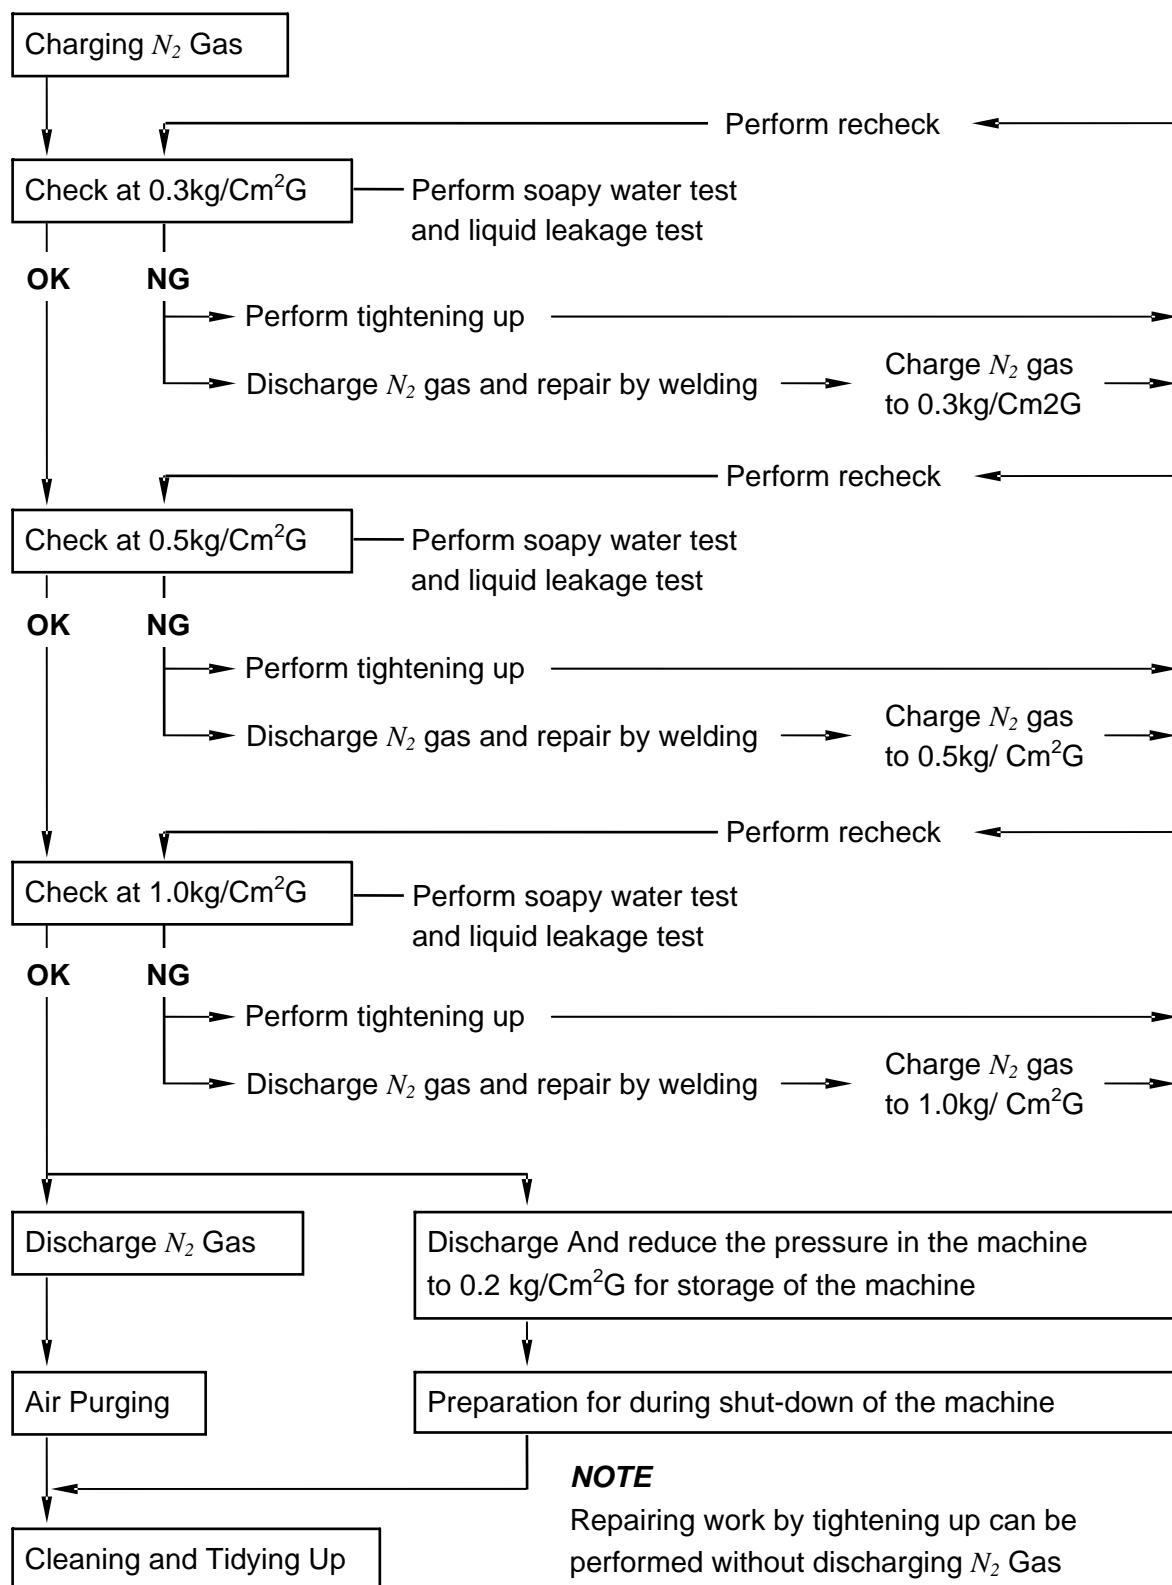 Charging N₂ Gas
Perform recheck
Check at 0.3kg/Cm²G
Perform soapy water test
and liquid leakage test
OK NG
Perform tightening up
Discharge N₂ gas and repair by welding
Charge N₂ gas
to 0.3kg/Cm2G
Perform recheck
Check at 0.5kg/Cm²G
Perform soapy water test
and liquid leakage test
OK NG
Perform tightening up
Discharge N₂ gas and repair by welding
Charge N₂ gas
to 0.5kg/ Cm²G
Perform recheck
Check at 1.0kg/Cm²G
Perform soapy water test
and liquid leakage test
OK NG
Perform tightening up
Discharge N₂ gas and repair by welding
Charge N₂ gas
to 1.0kg/ Cm²G
Discharge N₂ Gas
Discharge And reduce the pressure in the machine
to 0.2 kg/Cm²G for storage of the machine
Air Purging
Preparation for during shut-down of the machine
NOTE
Repairing work by tightening up can be
performed without discharging N₂ Gas
Cleaning and Tidying Up